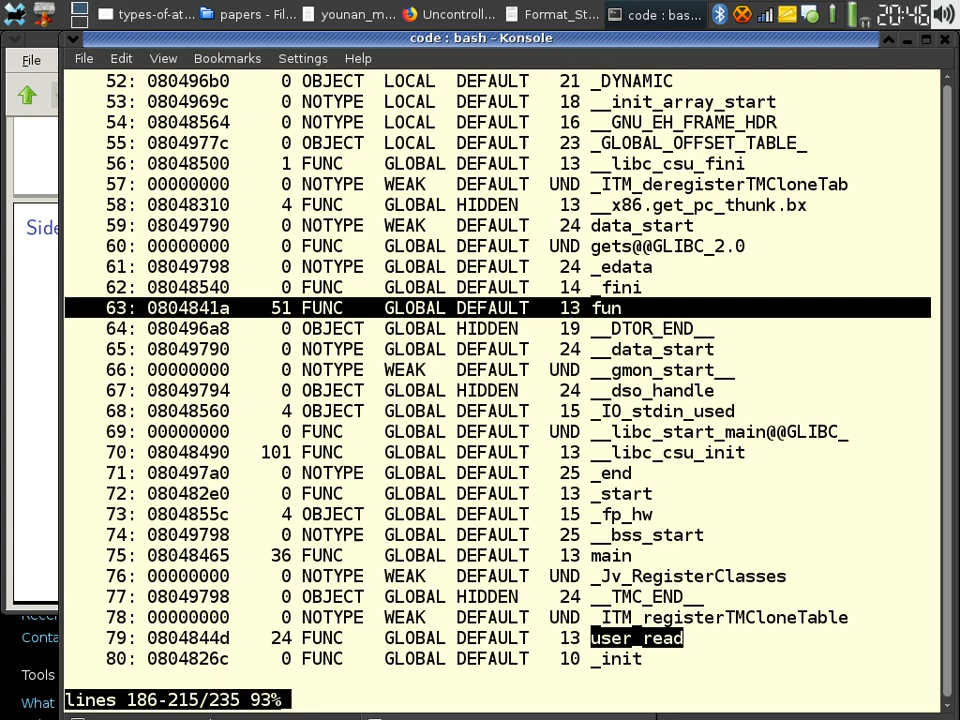 types-of-at...
papers - Fil...
younan_m...
Uncontroll...
Format_St...
code : bas...
20:46
code : bash - Konsole
File
File Edit View Bookmarks Settings Help
52: 080496b0 0 OBJECT LOCAL DEFAULT 21 _DYNAMIC
53: 0804969c 0 NOTYPE LOCAL DEFAULT 18 __init_array_start
54: 08048564 0 NOTYPE LOCAL DEFAULT 16 __GNU_EH_FRAME_HDR
55: 0804977c 0 OBJECT LOCAL DEFAULT 23 _GLOBAL_OFFSET_TABLE_
56: 08048500 1 FUNC GLOBAL DEFAULT 13 __libc_csu_fini
57: 00000000 0 NOTYPE WEAK DEFAULT UND _ITM_deregisterTMCloneTab
58: 08048310 4 FUNC GLOBAL HIDDEN 13 __x86.get_pc_thunk.bx
59: 08049790 0 NOTYPE WEAK DEFAULT 24 data_start
60: 00000000 0 FUNC GLOBAL DEFAULT UND gets@@GLIBC_2.0
61: 08049798 0 NOTYPE GLOBAL DEFAULT 24 _edata
62: 08048540 0 FUNC GLOBAL DEFAULT 14 _fini
63: 0804841a 51 FUNC GLOBAL DEFAULT 13 fun
64: 080496a8 0 OBJECT GLOBAL HIDDEN 19 __DTOR_END__
65: 08049790 0 NOTYPE GLOBAL DEFAULT 24 __data_start
66: 00000000 0 NOTYPE WEAK DEFAULT UND __gmon_start__
67: 08049794 0 OBJECT GLOBAL HIDDEN 24 __dso_handle
68: 08048560 4 OBJECT GLOBAL DEFAULT 15 _IO_stdin_used
69: 00000000 0 FUNC GLOBAL DEFAULT UND __libc_start_main@@GLIBC_
70: 08048490 101 FUNC GLOBAL DEFAULT 13 __libc_csu_init
71: 080497a0 0 NOTYPE GLOBAL DEFAULT 25 _end
72: 080482e0 0 FUNC GLOBAL DEFAULT 13 _start
73: 0804855c 4 OBJECT GLOBAL DEFAULT 15 _fp_hw
74: 08049798 0 NOTYPE GLOBAL DEFAULT 25 __bss_start
75: 08048465 36 FUNC GLOBAL DEFAULT 13 main
76: 00000000 0 NOTYPE WEAK DEFAULT UND _Jv_RegisterClasses
77: 08049798 0 OBJECT GLOBAL HIDDEN 24 __TMC_END__
78: 00000000 0 NOTYPE WEAK DEFAULT UND _ITM_registerTMCloneTable
79: 0804844d 24 FUNC GLOBAL DEFAULT 13 user_read
80: 0804826c 0 FUNC GLOBAL DEFAULT 10 _init
lines 186-215/235 93%
Side
Conta
Tools
What